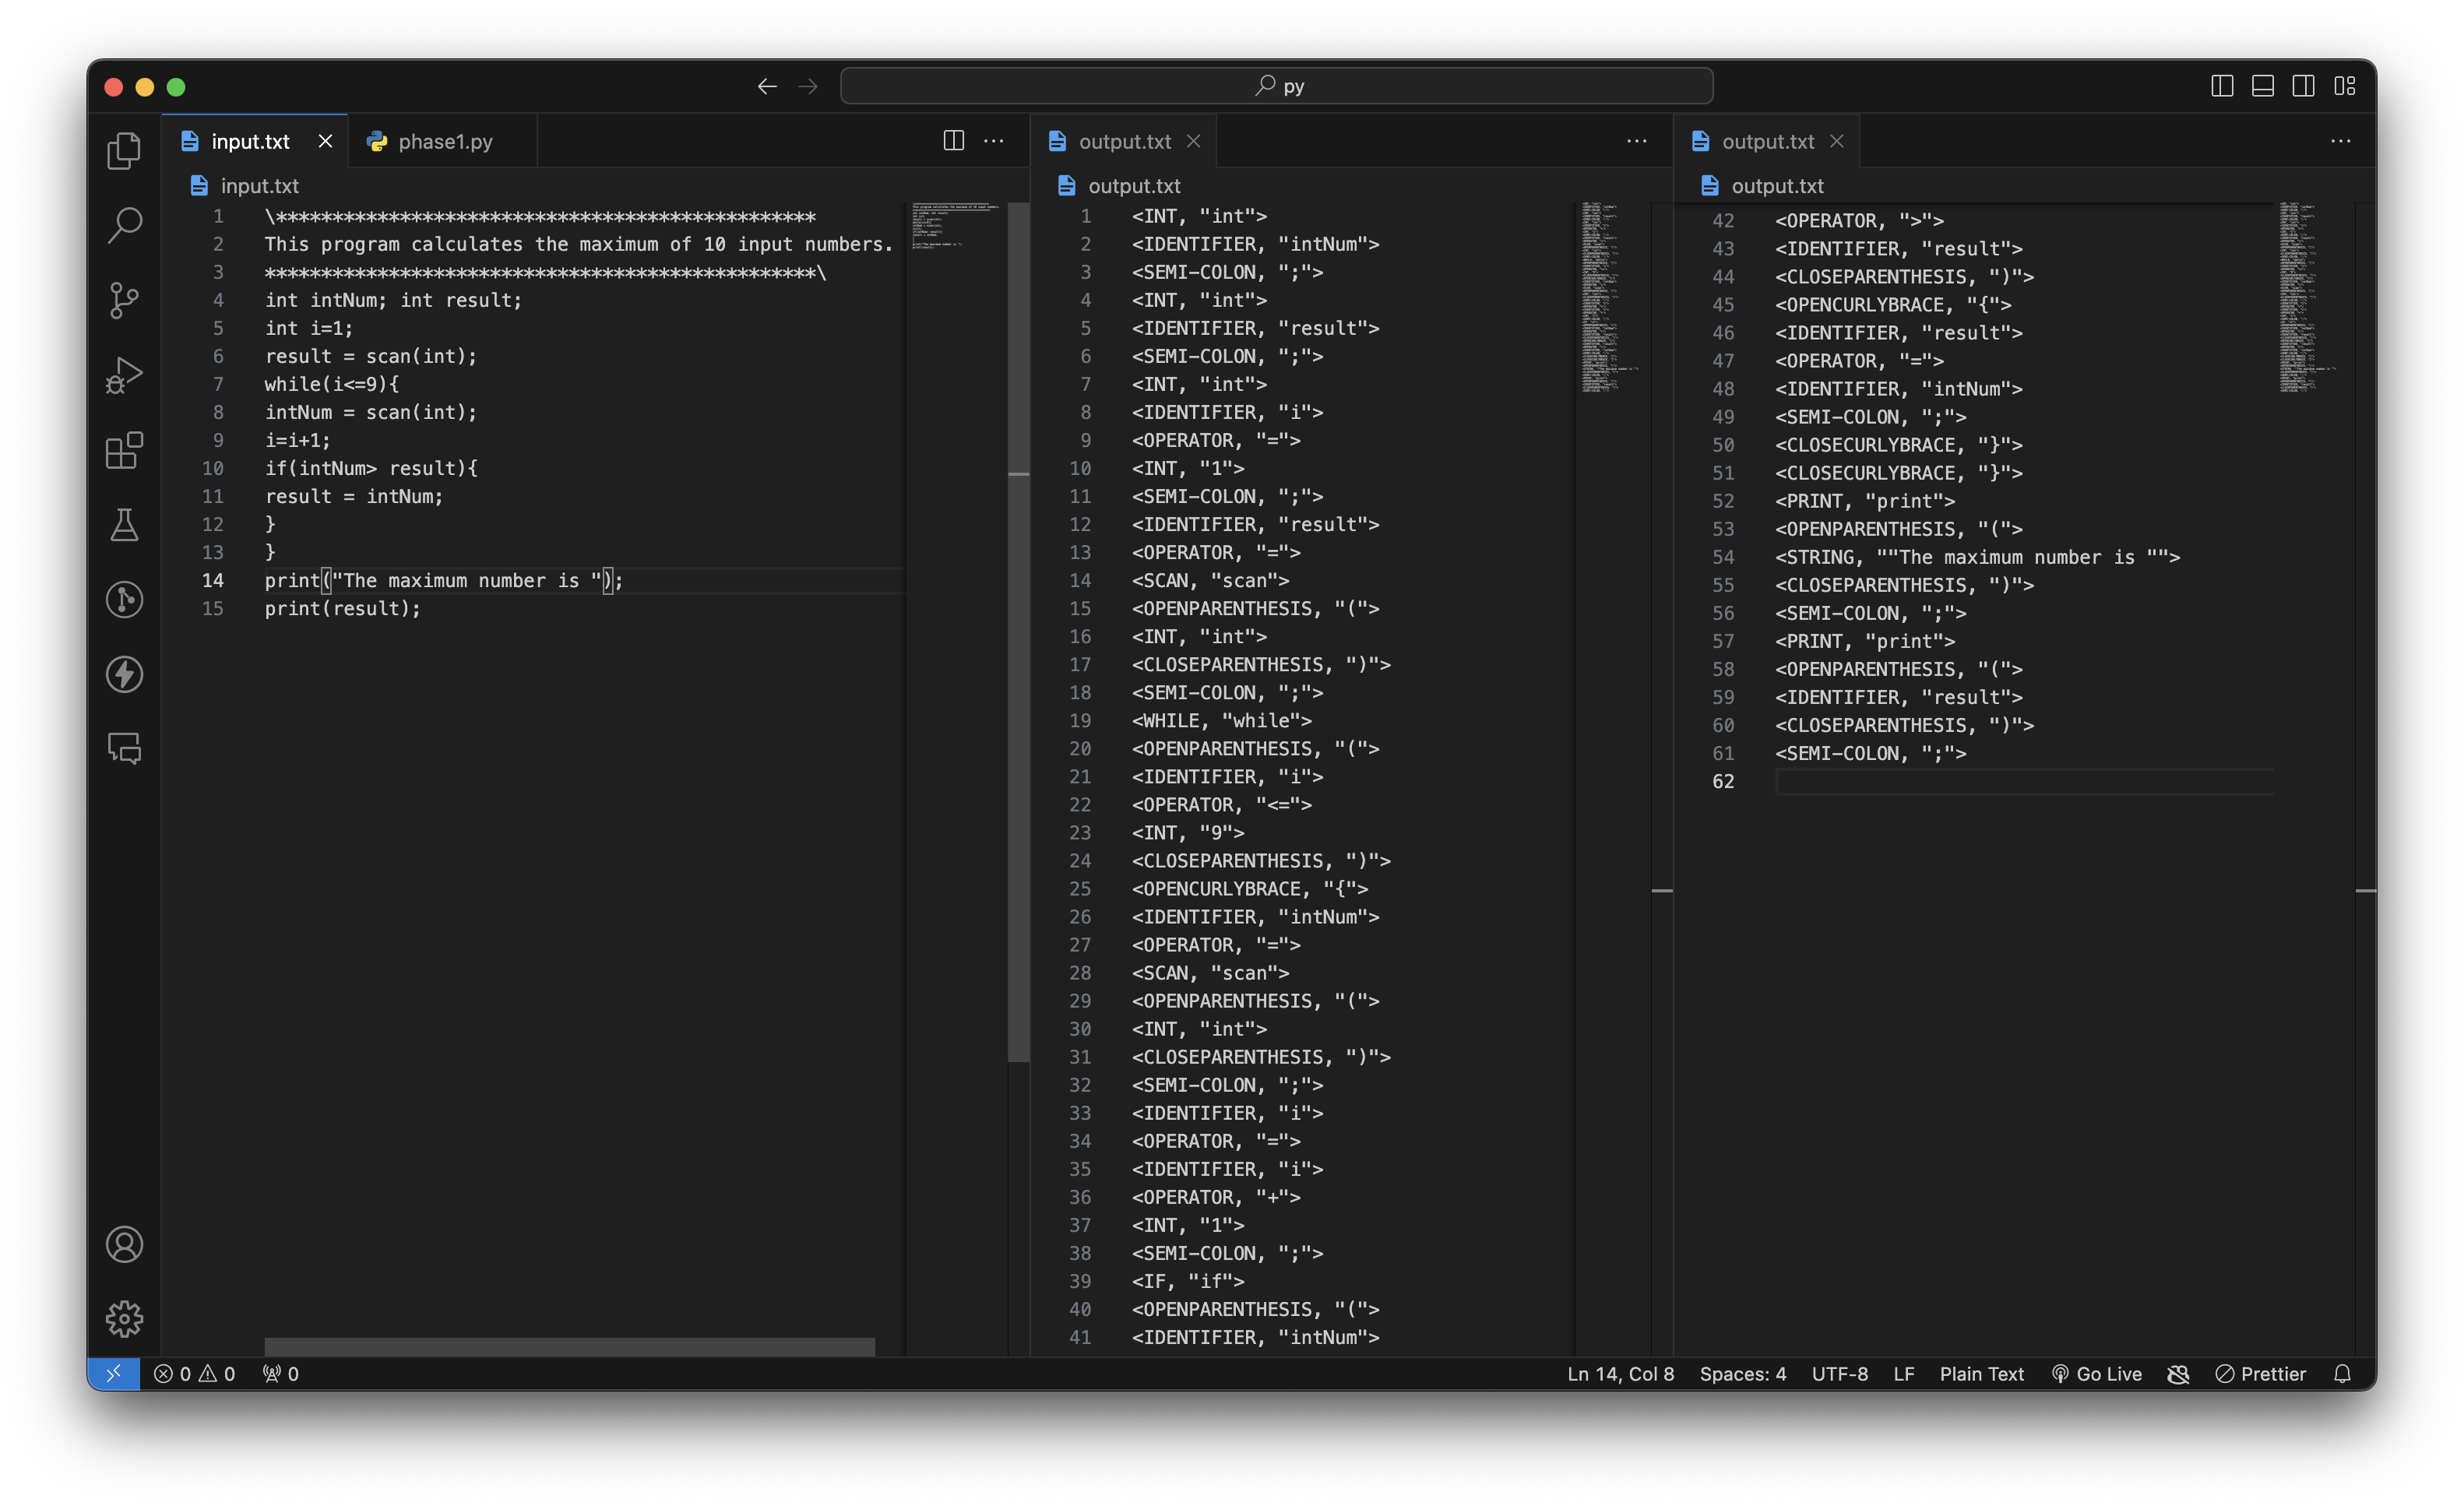 py
input.txt
phase1.py
input.txt
1 \************************************************
2 This program calculates the maximum of 10 input numbers.
3 *************************************************\
4 int intNum; int result;
5 int i=1;
6 result = scan(int);
7 while(i<=9){
8 intNum = scan(int);
9 i=i+1;
10 if(intNum> result){
11 result = intNum;
12 }
13 }
14 print("The maximum number is ");
15 print(result);
output.txt
output.txt
1 <INT, "int">
2 <IDENTIFIER, "intNum">
3 <SEMI-COLON, ";">
4 <INT, "int">
5 <IDENTIFIER, "result">
6 <SEMI-COLON, ";">
7 <INT, "int">
8 <IDENTIFIER, "i">
9 <OPERATOR, "=">
10 <INT, "1">
11 <SEMI-COLON, ";">
12 <IDENTIFIER, "result">
13 <OPERATOR, "=">
14 <SCAN, "scan">
15 <OPENPARENTHESIS, "(">
16 <INT, "int">
17 <CLOSEPARENTHESIS, ")">
18 <SEMI-COLON, ";">
19 <WHILE, "while">
20 <OPENPARENTHESIS, "(">
21 <IDENTIFIER, "i">
22 <OPERATOR, "<=">
23 <INT, "9">
24 <CLOSEPARENTHESIS, ")">
25 <OPENCURLYBRACE, "{">
26 <IDENTIFIER, "intNum">
27 <OPERATOR, "=">
28 <SCAN, "scan">
29 <OPENPARENTHESIS, "(">
30 <INT, "int">
31 <CLOSEPARENTHESIS, ")">
32 <SEMI-COLON, ";">
33 <IDENTIFIER, "i">
34 <OPERATOR, "=">
35 <IDENTIFIER, "i">
36 <OPERATOR, "+">
37 <INT, "1">
38 <SEMI-COLON, ";">
39 <IF, "if">
40 <OPENPARENTHESIS, "(">
41 <IDENTIFIER, "intNum">
output.txt
output.txt
42 <OPERATOR, ">">
43 <IDENTIFIER, "result">
44 <CLOSEPARENTHESIS, ")">
45 <OPENCURLYBRACE, "{">
46 <IDENTIFIER, "result">
47 <OPERATOR, "=">
48 <IDENTIFIER, "intNum">
49 <SEMI-COLON, ";">
50 <CLOSECURLYBRACE, "}">
51 <CLOSECURLYBRACE, "}">
52 <PRINT, "print">
53 <OPENPARENTHESIS, "(">
54 <STRING, ""The maximum number is "">
55 <CLOSEPARENTHESIS, ")">
56 <SEMI-COLON, ";">
57 <PRINT, "print">
58 <OPENPARENTHESIS, "(">
59 <IDENTIFIER, "result">
60 <CLOSEPARENTHESIS, ")">
61 <SEMI-COLON, ";">
62
0 0 0 Ln 14, Col 8 Spaces: 4 UTF-8 LF Plain Text Go Live Prettier